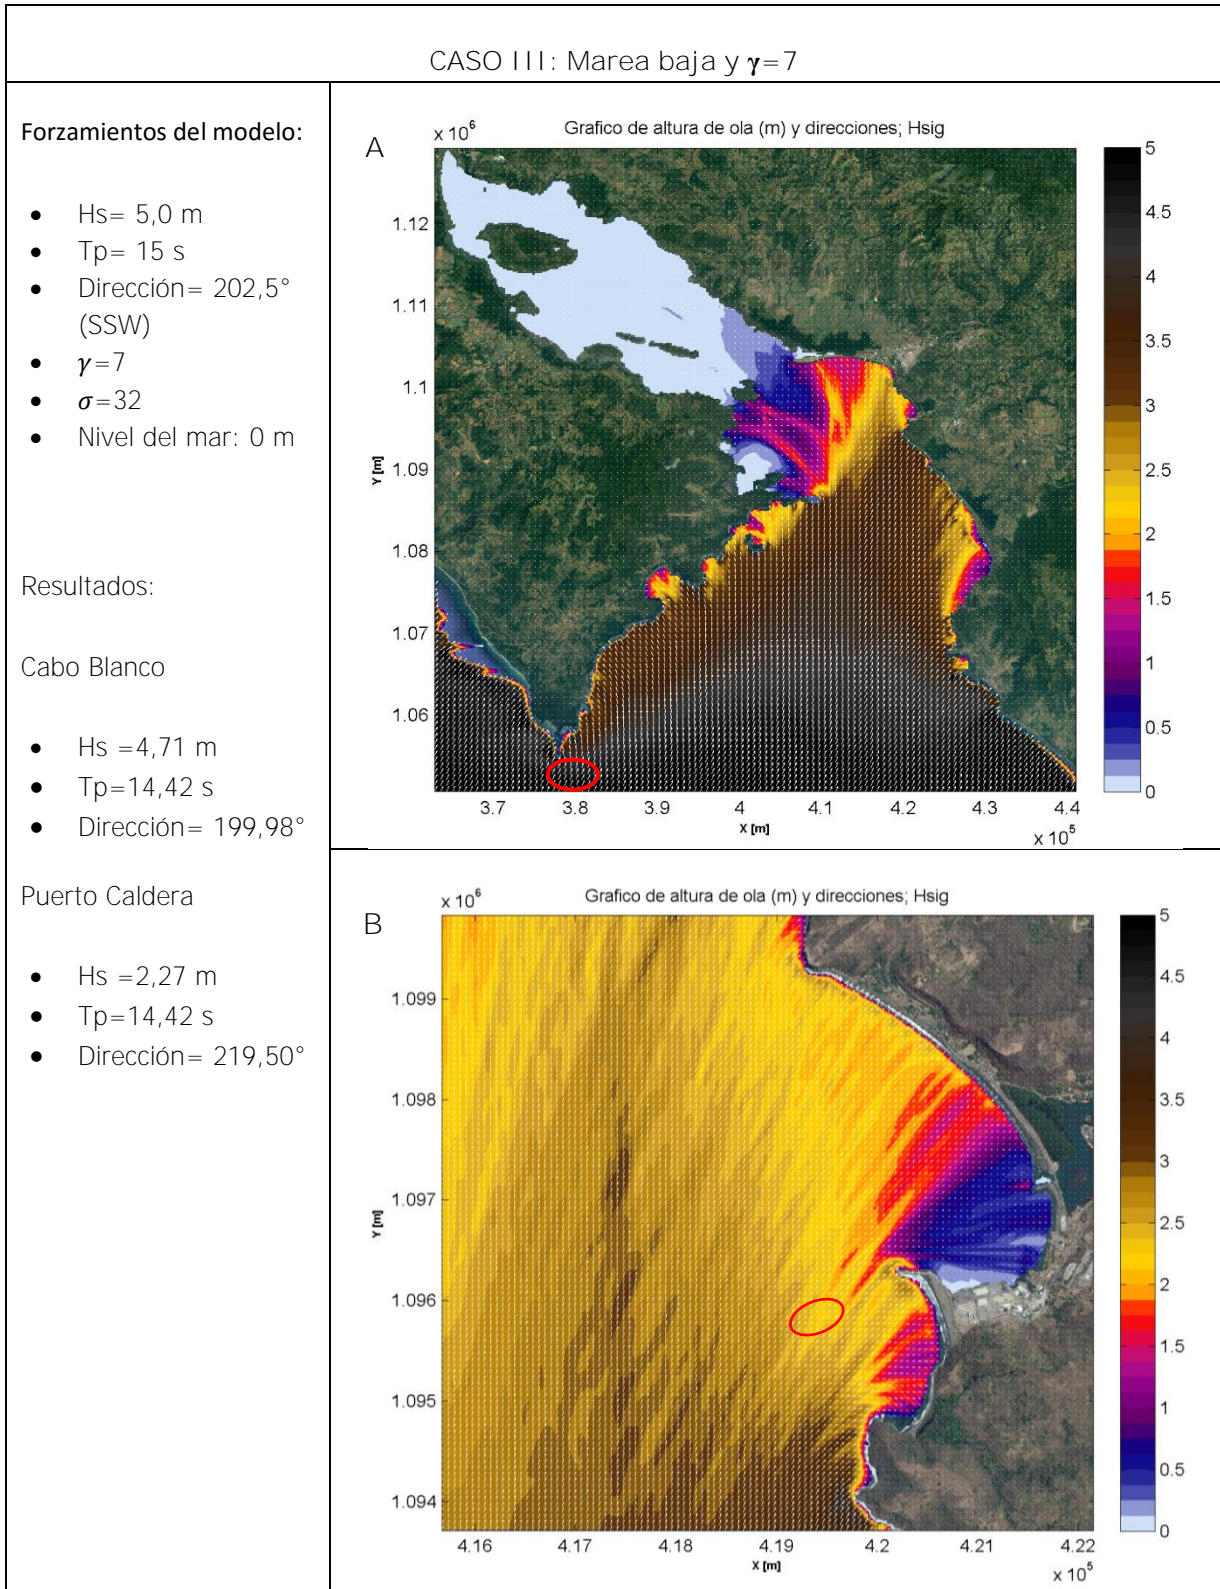 CASO III: Marea baja y γ=7
Forzamientos del modelo:
• Hs= 5,0 m
• Tp= 15 s
• Dirección= 202,5°
(SSW)
• γ=7
• σ=32
• Nivel del mar: 0 m
Resultados:
Cabo Blanco
• Hs =4,71 m
• Tp=14,42 s
• Dirección= 199,98°
Puerto Caldera
• Hs =2,27 m
• Tp=14,42 s
• Dirección= 219,50°
A
x 10^6
Grafico de altura de ola (m) y direcciones; Hsig
1.12
1.11
1.1
1.09
1.08
1.07
1.06
Y [m]
3.7 3.8 3.9 4 4.1 4.2 4.3 4.4
X [m]
x 10^5
5
4.5
4
3.5
3
2.5
2
1.5
1
0.5
0
B
x 10^6
Grafico de altura de ola (m) y direcciones; Hsig
1.099
1.098
1.097
1.096
1.095
1.094
Y [m]
4.16 4.17 4.18 4.19 4.2 4.21 4.22
X [m]
x 10^5
5
4.5
4
3.5
3
2.5
2
1.5
1
0.5
0